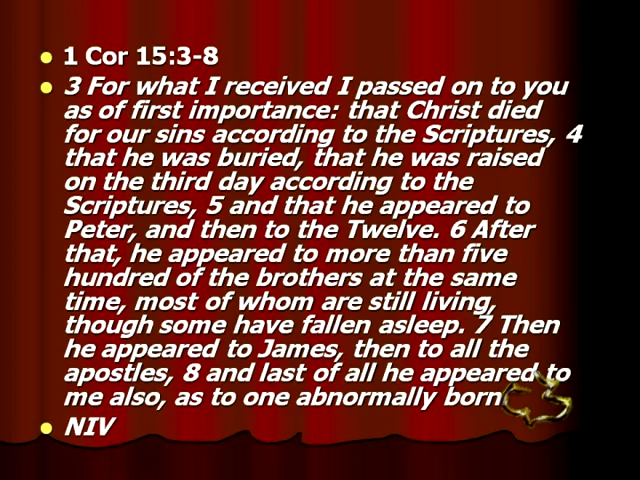 1 Cor 15:3-8
3 For what I received I passed on to you
as of first importance: that Christ died
for our sins according to the Scriptures, 4
that he was buried, that he was raised
on the third day according to the
Scriptures, 5 and that he appeared to
Peter, and then to the Twelve. 6 After
that, he appeared to more than five
hundred of the brothers at the same
time, most of whom are still living,
though some have fallen asleep. 7 Then
he appeared to James, then to all the
apostles, 8 and last of all he appeared to
me also, as to one abnormally born
NIV